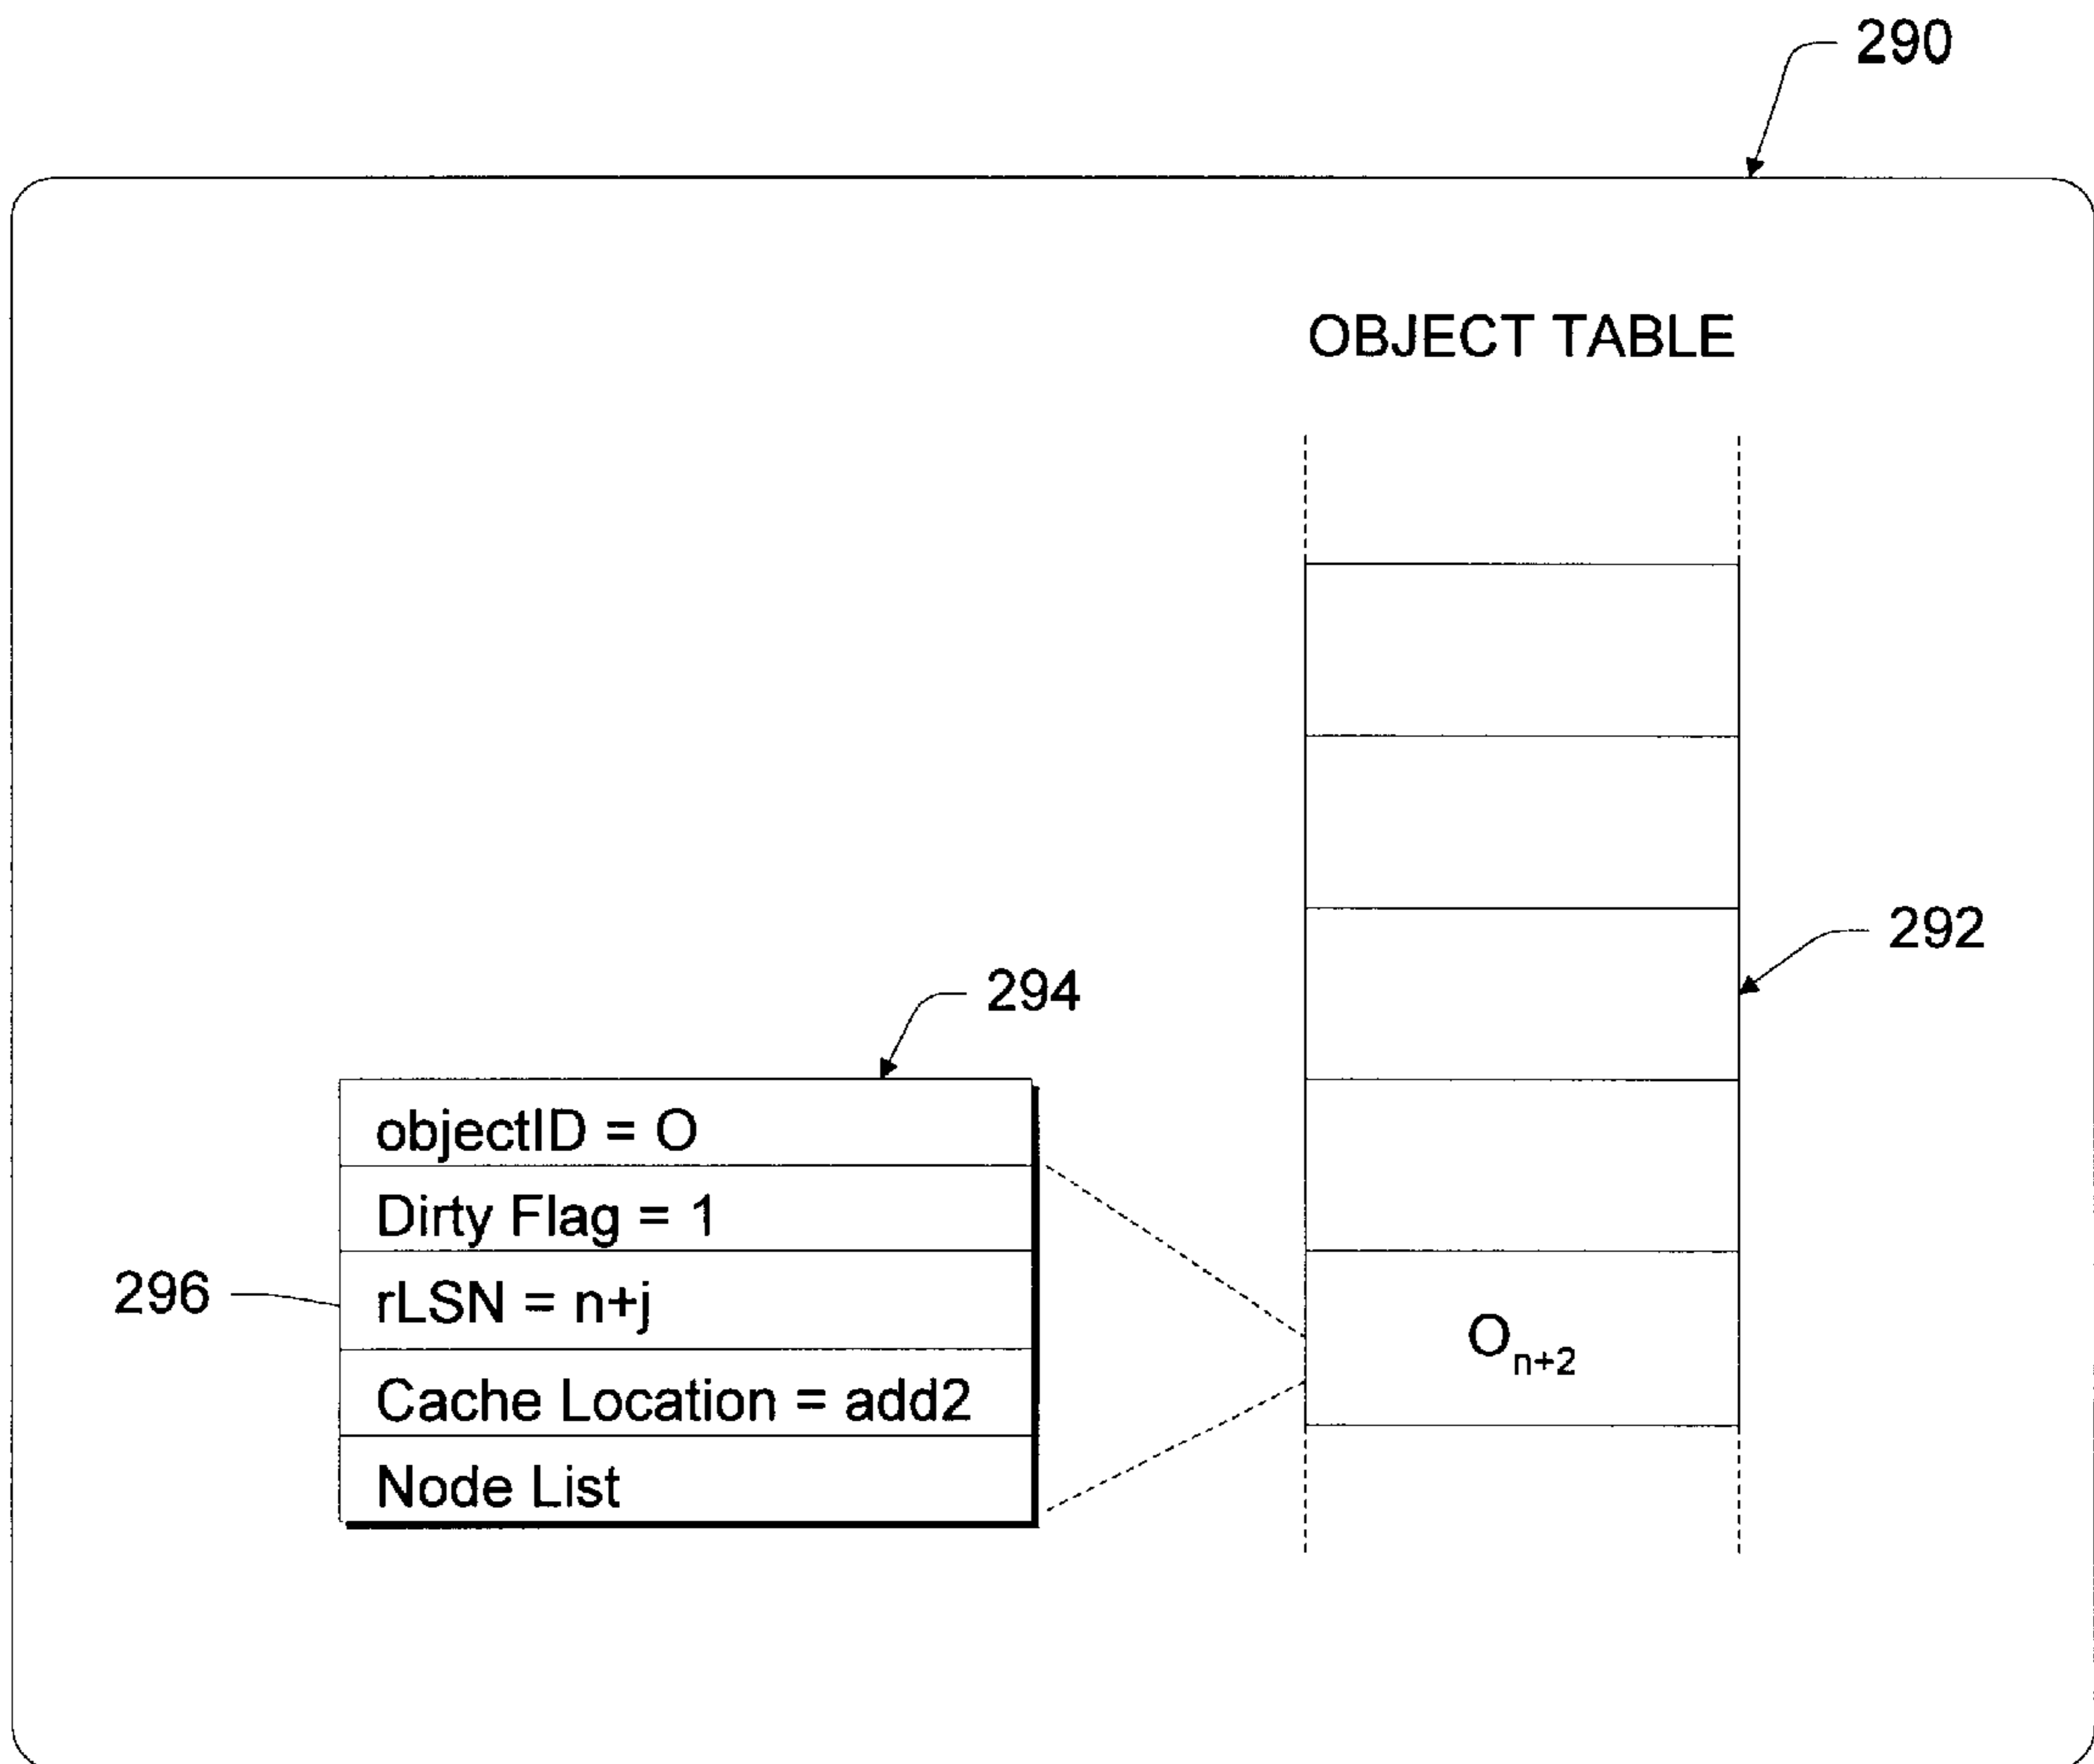 290
OBJECT TABLE
292
294
objectID = O
Dirty Flag = 1
296
rLSN = n+j
Cache Location = add2
Node List
On+2